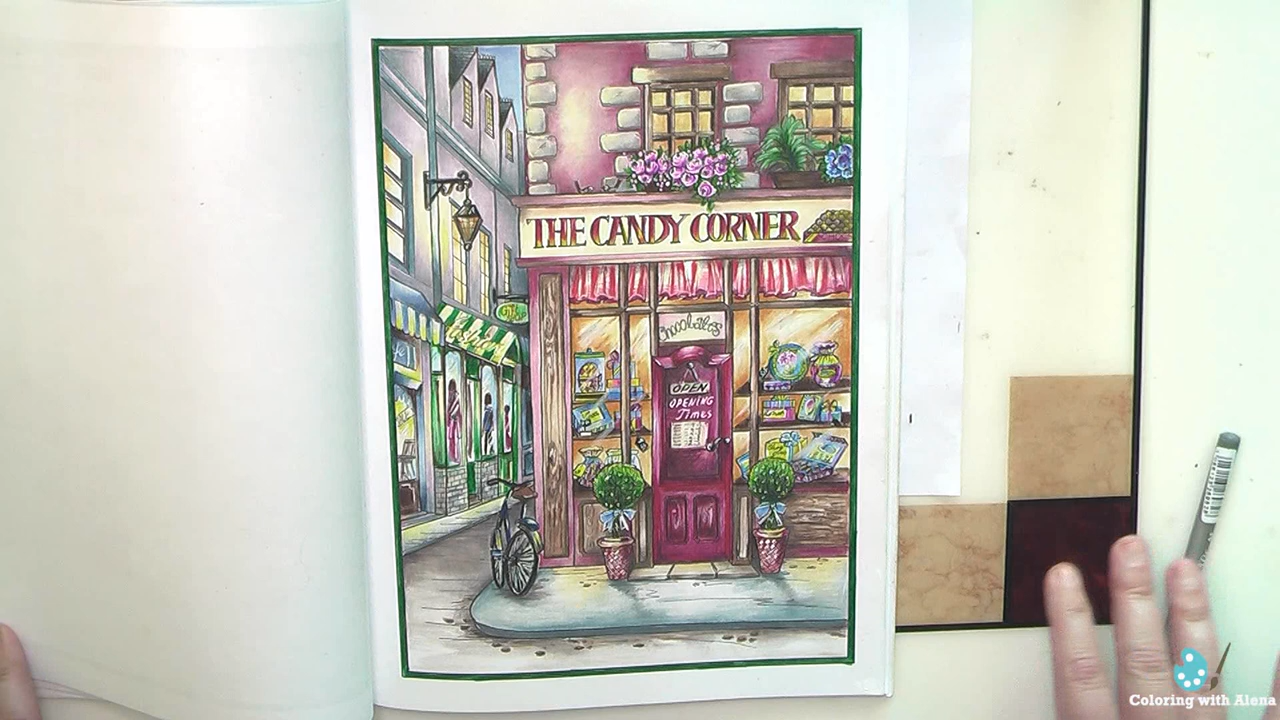 THE CANDY CORNER
Chocolates
OPEN
OPENING
Times
Coloring with Alena